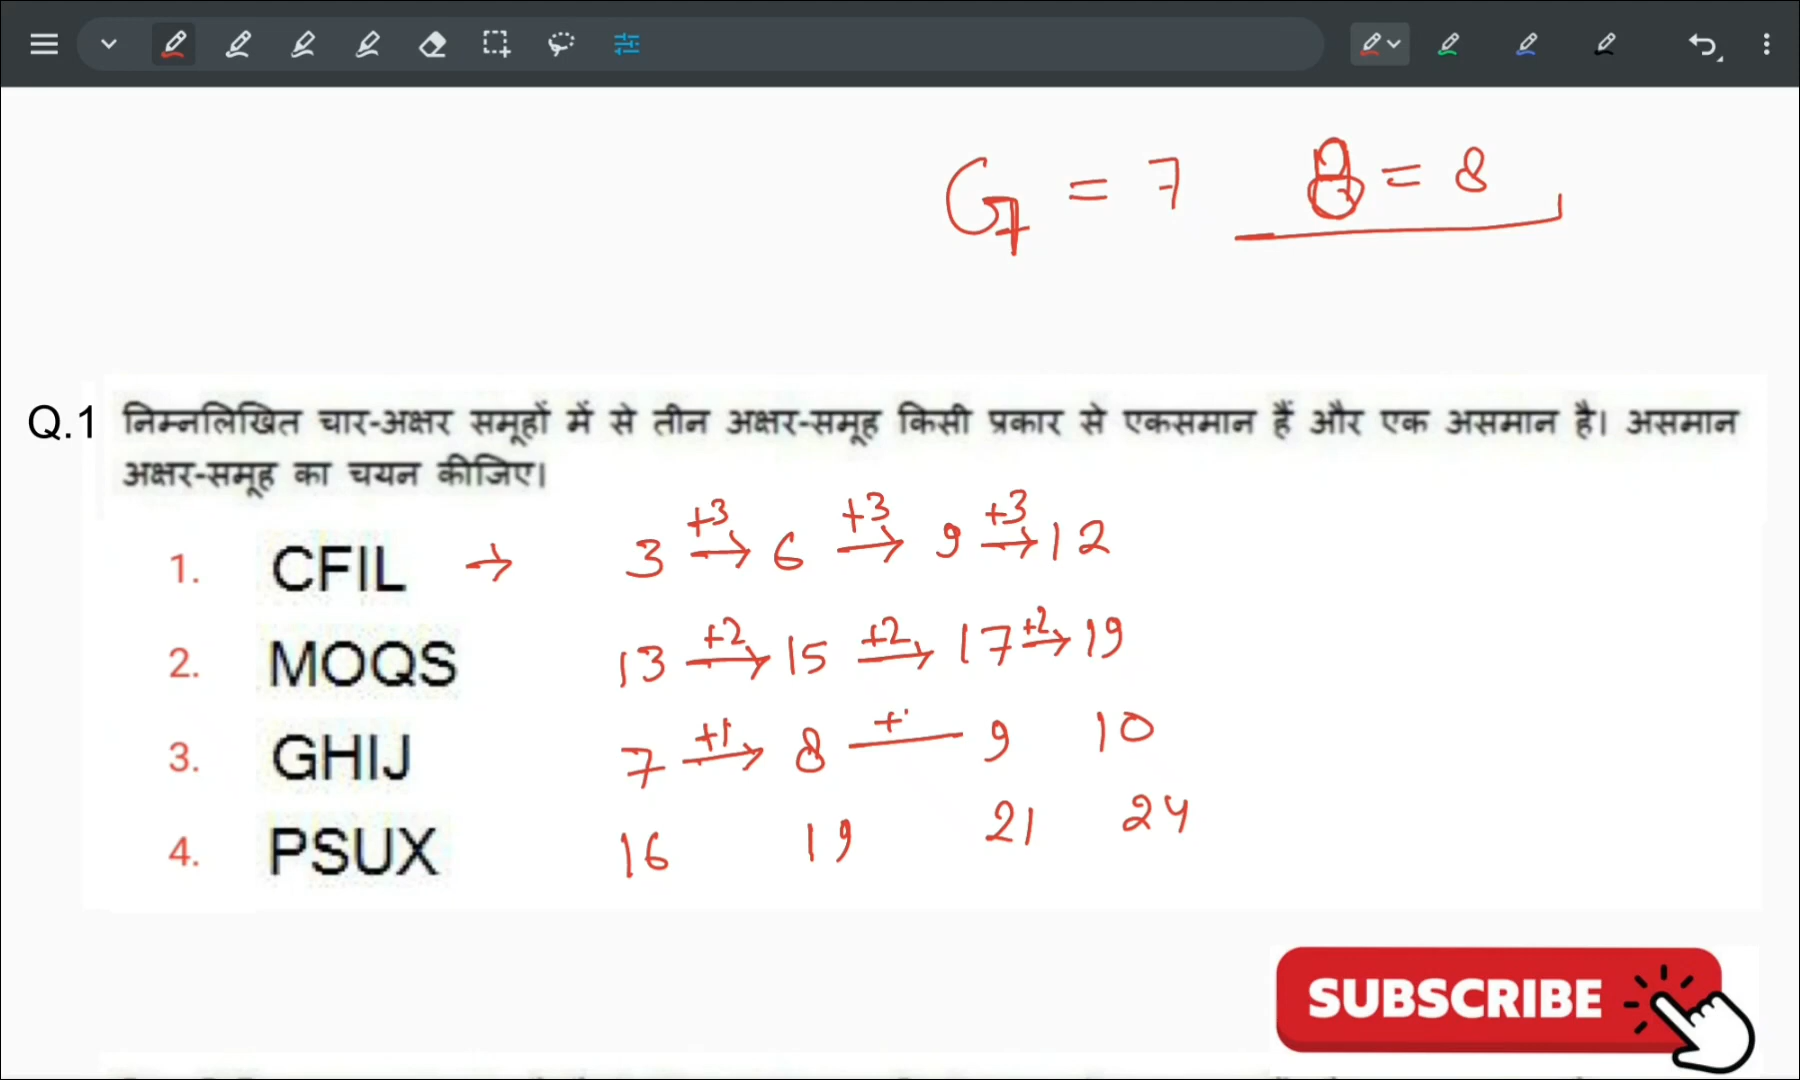 G = 7 8 = 8
Q.1 निम्नलिखित चार-अक्षर समूहों में से तीन अक्षर-समूह किसी प्रकार से एकसमान हैं और एक असमान है। असमान
अक्षर-समूह का चयन कीजिए।
1. CFIL → 3 +3→ 6 +3→ 9 +3→ 12
2. MOQS 13 +2→ 15 +2→ 17 +2→ 19
3. GHIJ 7 +1→ 8 + 9 10
4. PSUX 16 19 21 24
SUBSCRIBE